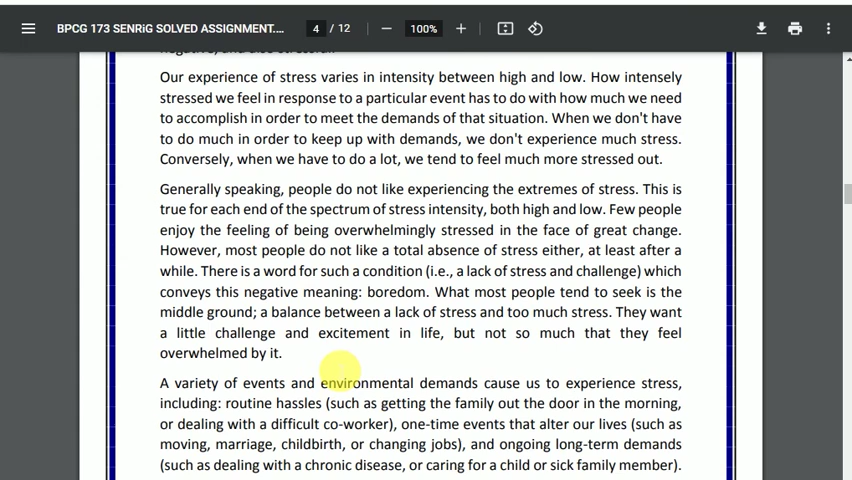 BPCG 173 SENRiG SOLVED ASSIGNMENT...
4 / 12
100%
Our experience of stress varies in intensity between high and low. How intensely
stressed we feel in response to a particular event has to do with how much we need
to accomplish in order to meet the demands of that situation. When we don't have
to do much in order to keep up with demands, we don't experience much stress.
Conversely, when we have to do a lot, we tend to feel much more stressed out.
Generally speaking, people do not like experiencing the extremes of stress. This is
true for each end of the spectrum of stress intensity, both high and low. Few people
enjoy the feeling of being overwhelmingly stressed in the face of great change.
However, most people do not like a total absence of stress either, at least after a
while. There is a word for such a condition (i.e., a lack of stress and challenge) which
conveys this negative meaning: boredom. What most people tend to seek is the
middle ground; a balance between a lack of stress and too much stress. They want
a little challenge and excitement in life, but not so much that they feel
overwhelmed by it.
A variety of events and environmental demands cause us to experience stress,
including: routine hassles (such as getting the family out the door in the morning,
or dealing with a difficult co-worker), one-time events that alter our lives (such as
moving, marriage, childbirth, or changing jobs), and ongoing long-term demands
(such as dealing with a chronic disease, or caring for a child or sick family member).